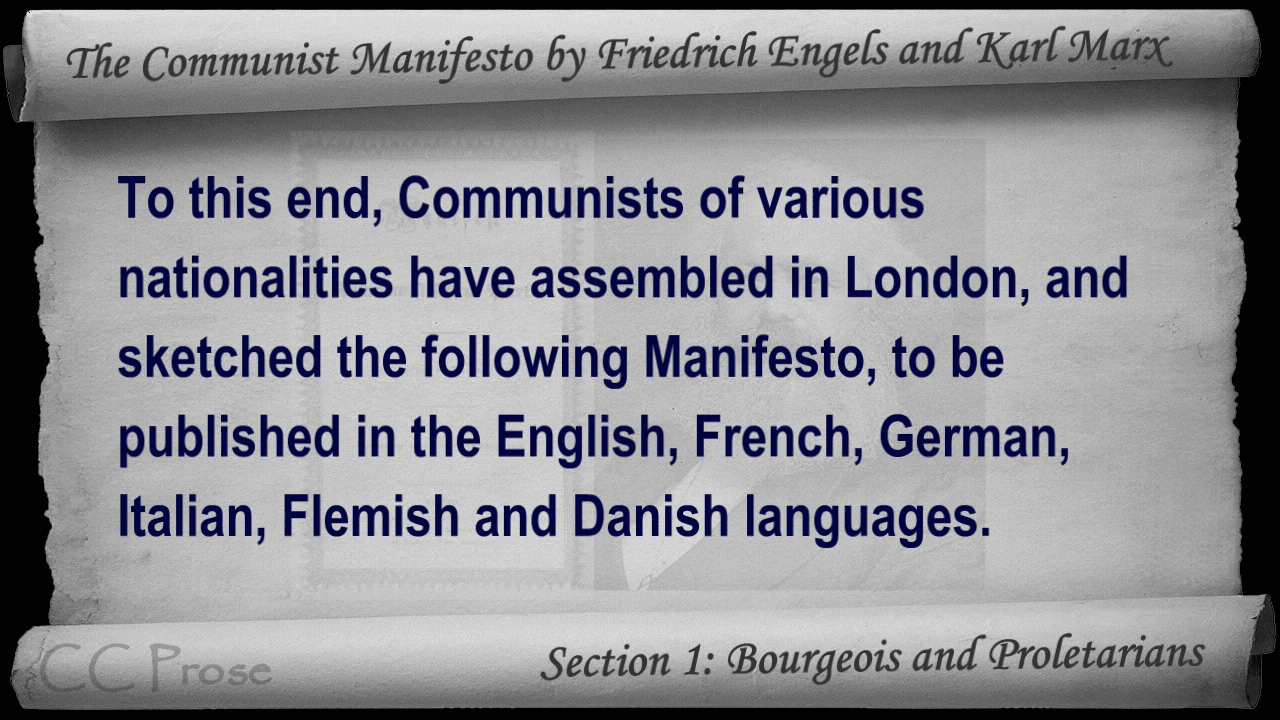 The Communist Manifesto by Friedrich Engels and Karl Marx
To this end, Communists of various
nationalities have assembled in London, and
sketched the following Manifesto, to be
published in the English, French, German,
Italian, Flemish and Danish languages.
CC Prose
Section 1: Bourgeois and Proletarians